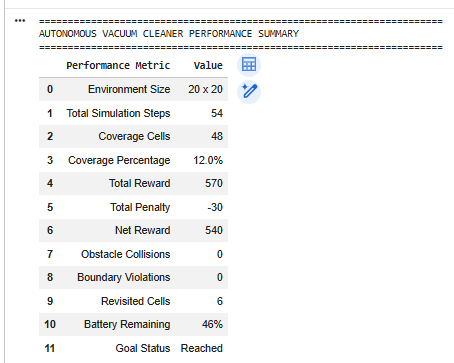 ================================================================
AUTONOMOUS VACUUM CLEANER PERFORMANCE SUMMARY
================================================================
Performance Metric Value
0 Environment Size 20 x 20
1 Total Simulation Steps 54
2 Coverage Cells 48
3 Coverage Percentage 12.0%
4 Total Reward 570
5 Total Penalty -30
6 Net Reward 540
7 Obstacle Collisions 0
8 Boundary Violations 0
9 Revisited Cells 6
10 Battery Remaining 46%
11 Goal Status Reached